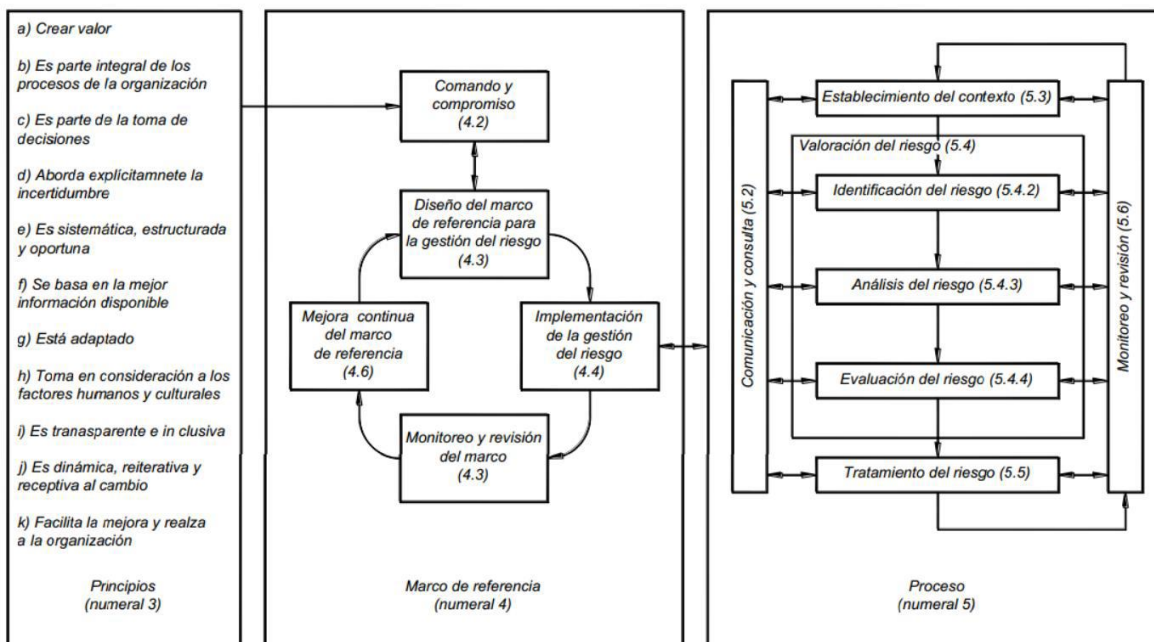 a) Crear valor
b) Es parte integral de los
procesos de la organización
c) Es parte de la toma de
decisiones
d) Aborda explícitamnete la
incertidumbre
e) Es sistemática, estructurada
y oportuna
f) Se basa en la mejor
información disponible
g) Está adaptado
h) Toma en consideración a los
factores humanos y culturales
i) Es tranasparente e in clusiva
j) Es dinámica, reiterativa y
receptiva al cambio
k) Facilita la mejora y realza
a la organización
Principios
(numeral 3)
Comando y
compromiso
(4.2)
Diseño del marco
de referencia para
la gestión del riesgo
(4.3)
Mejora continua
del marco
de referencia
(4.6)
Implementación
de la gestión
del riesgo
(4.4)
Monitoreo y revisión
del marco
(4.3)
Marco de referencia
(numeral 4)
Comunicación y consulta (5.2)
Establecimiento del contexto (5.3)
Valoración del riesgo (5.4)
Identificación del riesgo (5.4.2)
Análisis del riesgo (5.4.3)
Evaluación del riesgo (5.4.4)
Tratamiento del riesgo (5.5)
Monitoreo y revisión (5.6)
Proceso
(numeral 5)